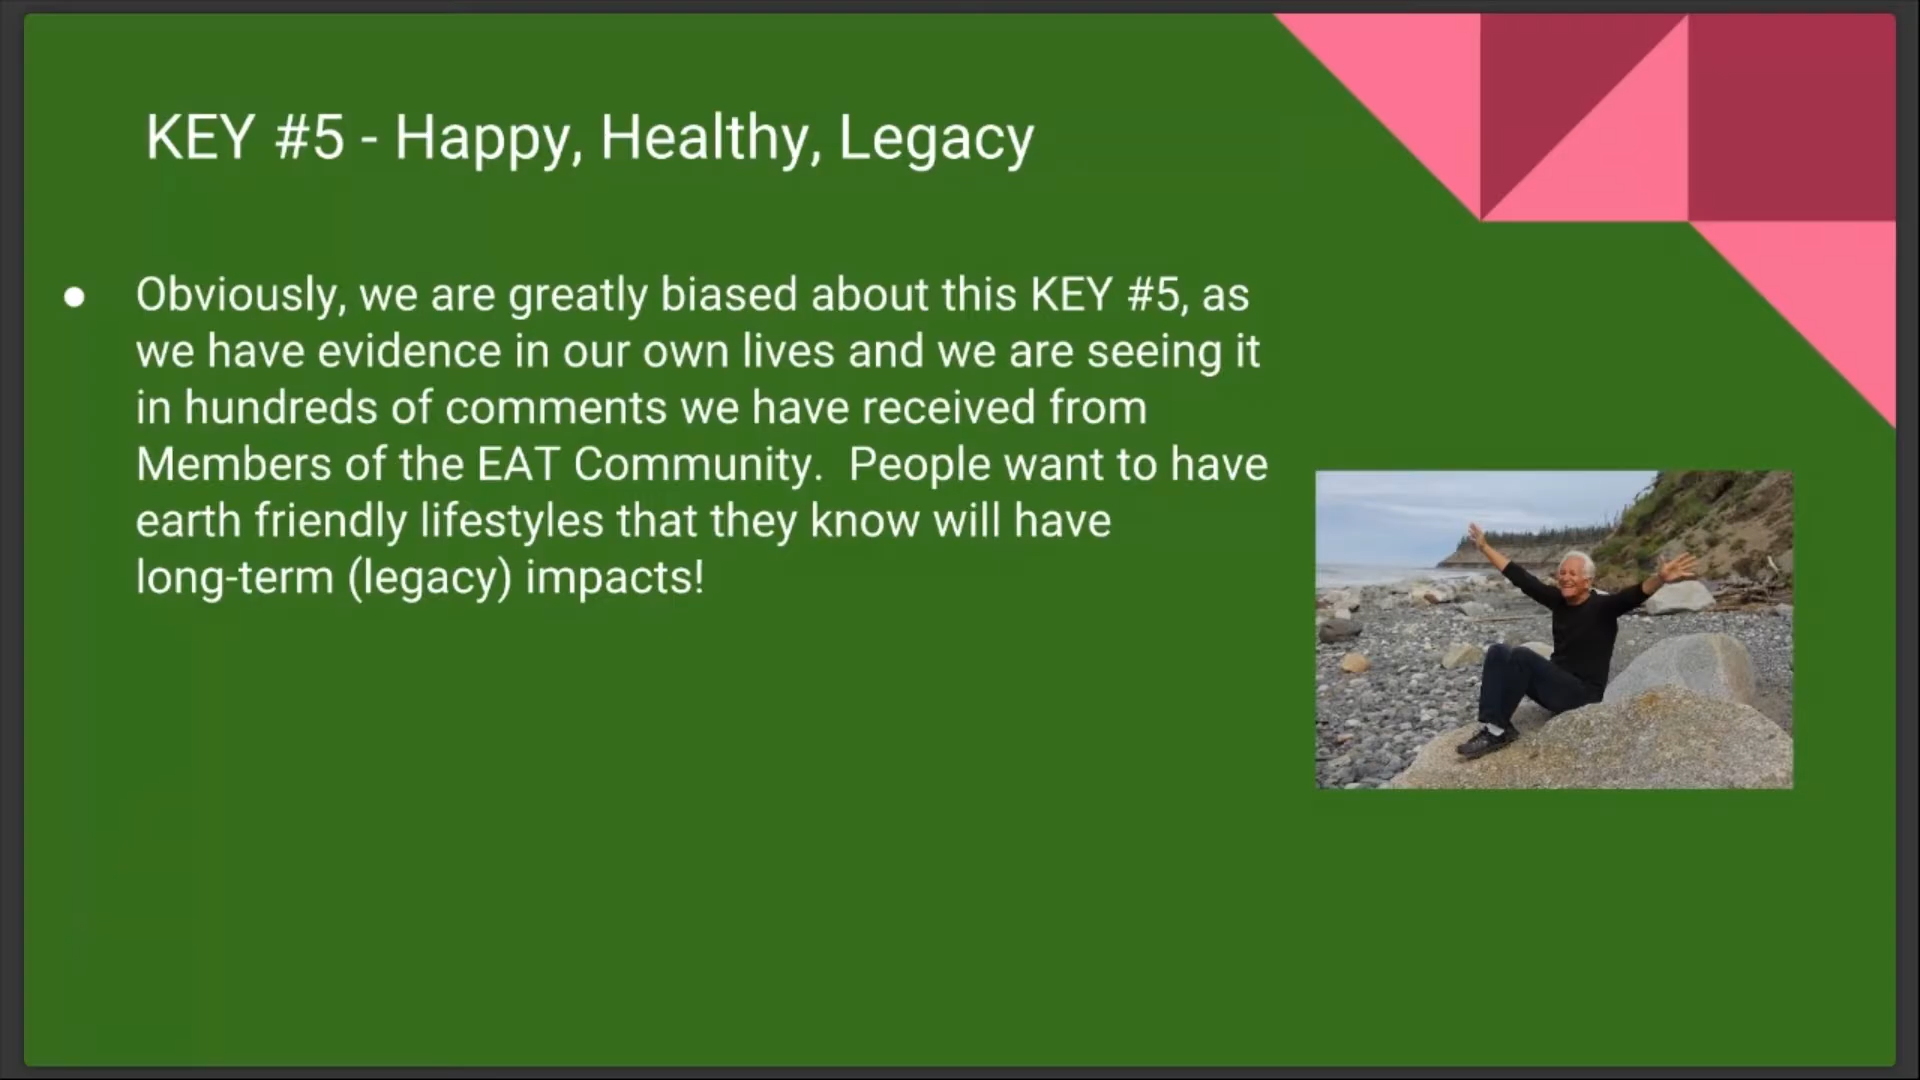 KEY #5 - Happy, Healthy, Legacy
● Obviously, we are greatly biased about this KEY #5, as
we have evidence in our own lives and we are seeing it
in hundreds of comments we have received from
Members of the EAT Community.  People want to have
earth friendly lifestyles that they know will have
long-term (legacy) impacts!